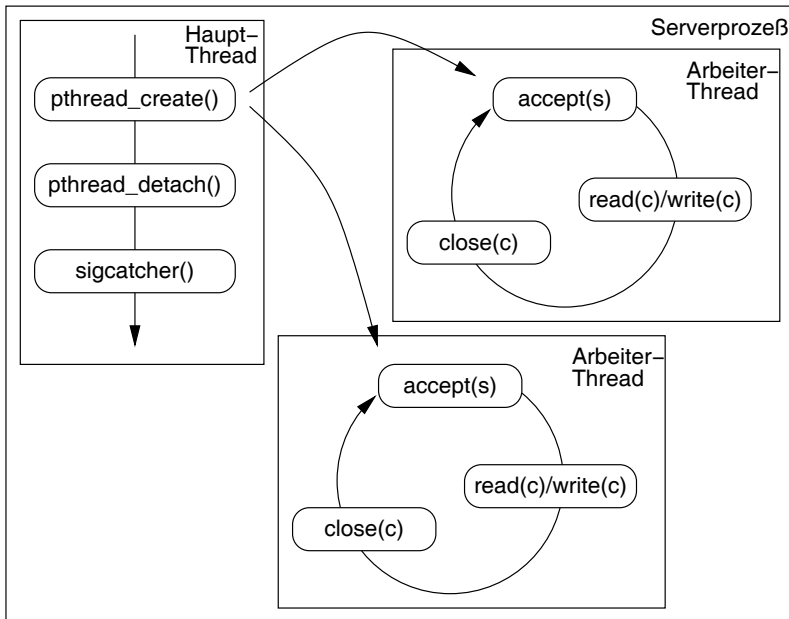 Serverprozeß
Haupt-
Thread
pthread_create()
pthread_detach()
sigcatcher()
Arbeiter-
Thread
accept(s)
read(c)/write(c)
close(c)
Arbeiter-
Thread
accept(s)
read(c)/write(c)
close(c)